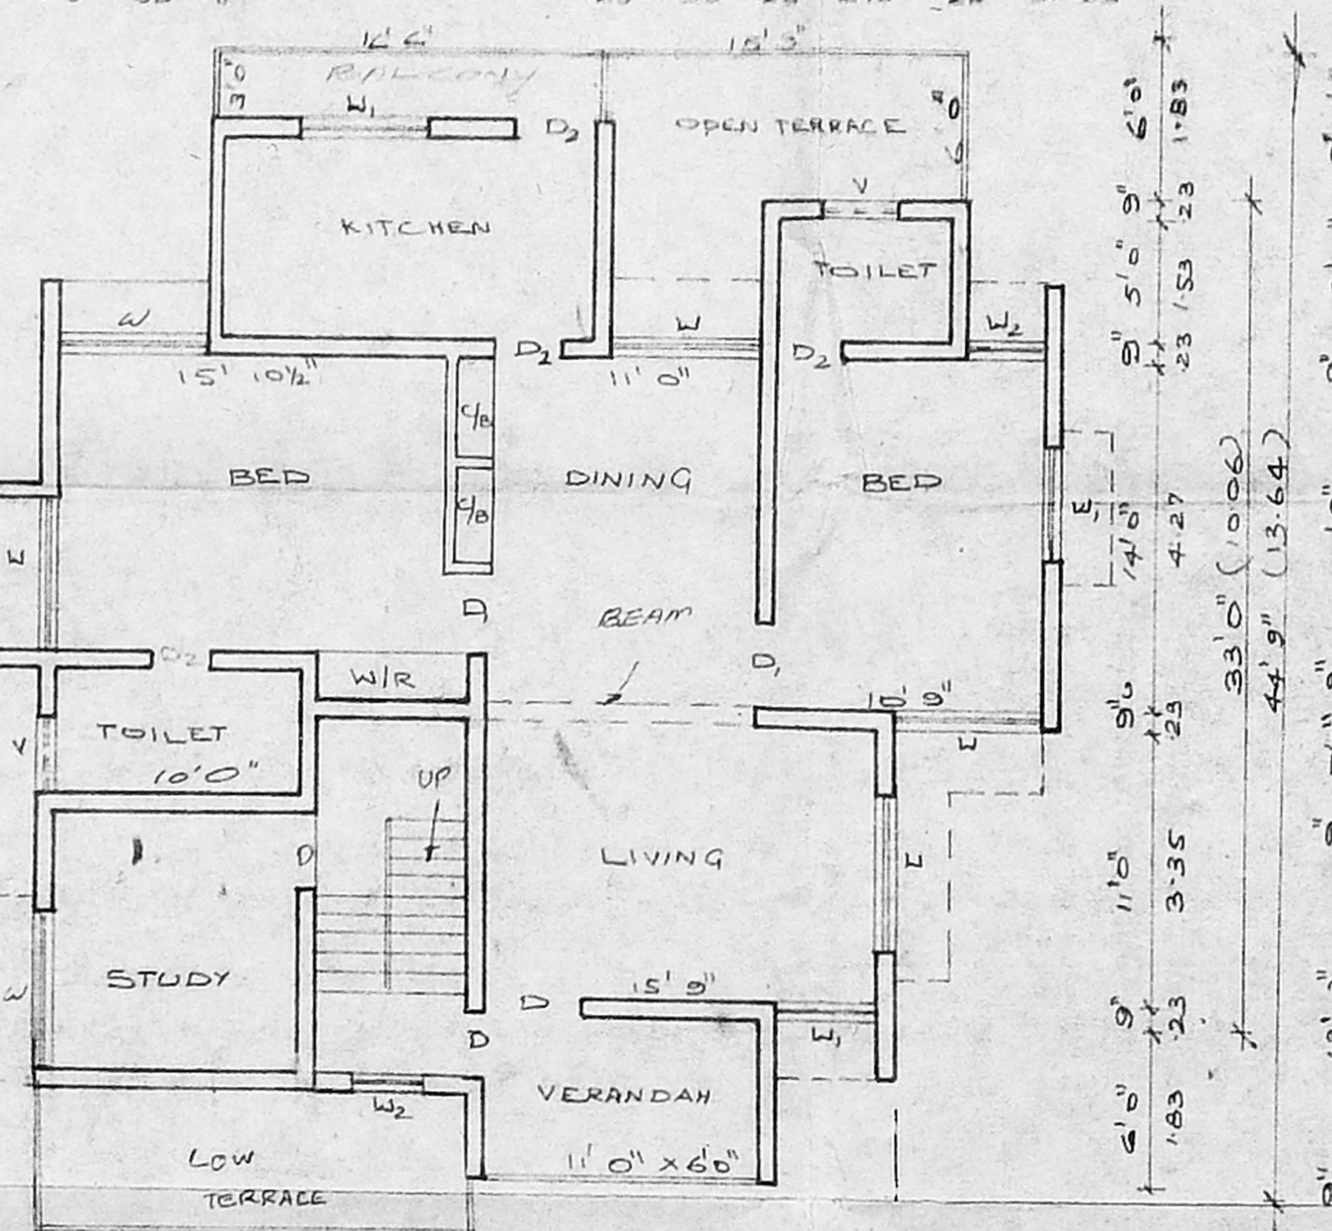 BALCONY
3'0"
W₁
D₂
OPEN TERRACE
6'0"
V
KITCHEN
TOILET
W
D₂
W
D₂
W₂
15' 10½"
11' 0"
C/B
BED
DINING
BED
C/B
W₁
W
D₁
BEAM
D₁
D₂
W/R
10' 9"
W
TOILET
V
10'0"
UP
D
LIVING
W
STUDY
W
15' 9"
D
D
W₁
VERANDAH
W₂
11' 0" X 6'0"
LOW
TERRACE
6'0"
1.83
9"
.23
5'0"
1.53
9"
.23
14'0"
4.27
9"
.23
11'0"
3.35
9"
.23
6'0"
1.83
33'0" (10.06)
44'9" (13.64)